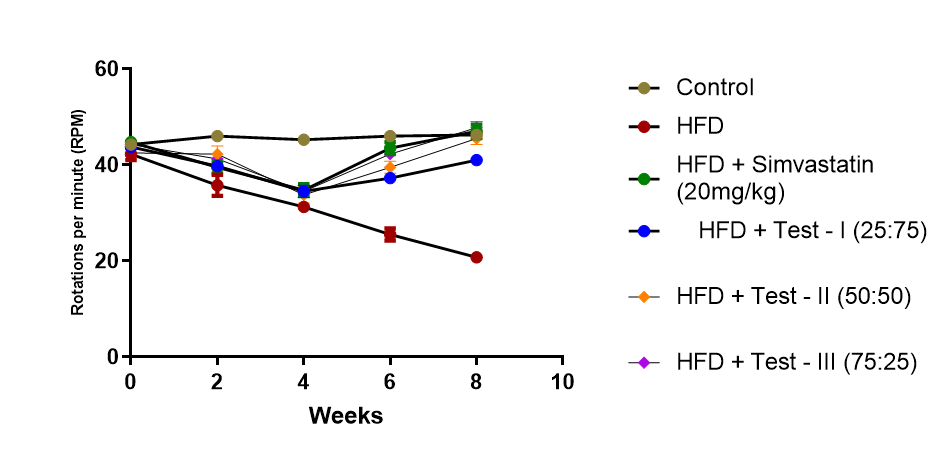 60
40
20
0
0 2 4 6 8 10
Rotations per minute (RPM)
Weeks
Control
HFD
HFD + Simvastatin
(20mg/kg)
HFD + Test - I (25:75)
HFD + Test - II (50:50)
HFD + Test - III (75:25)